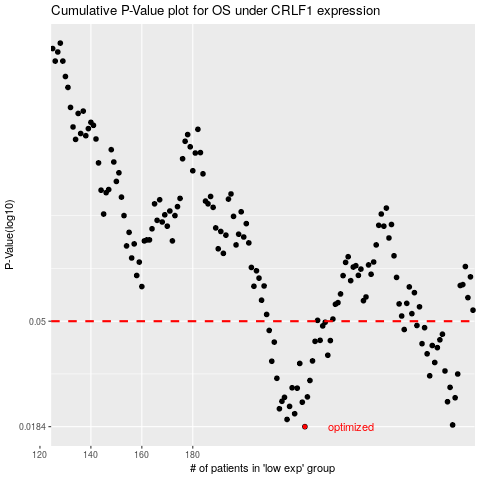 Cumulative P-Value plot for OS under CRLF1 expression
P-Value(log10)
0.05
0.0184
optimized
120
140
160
180
# of patients in 'low exp' group